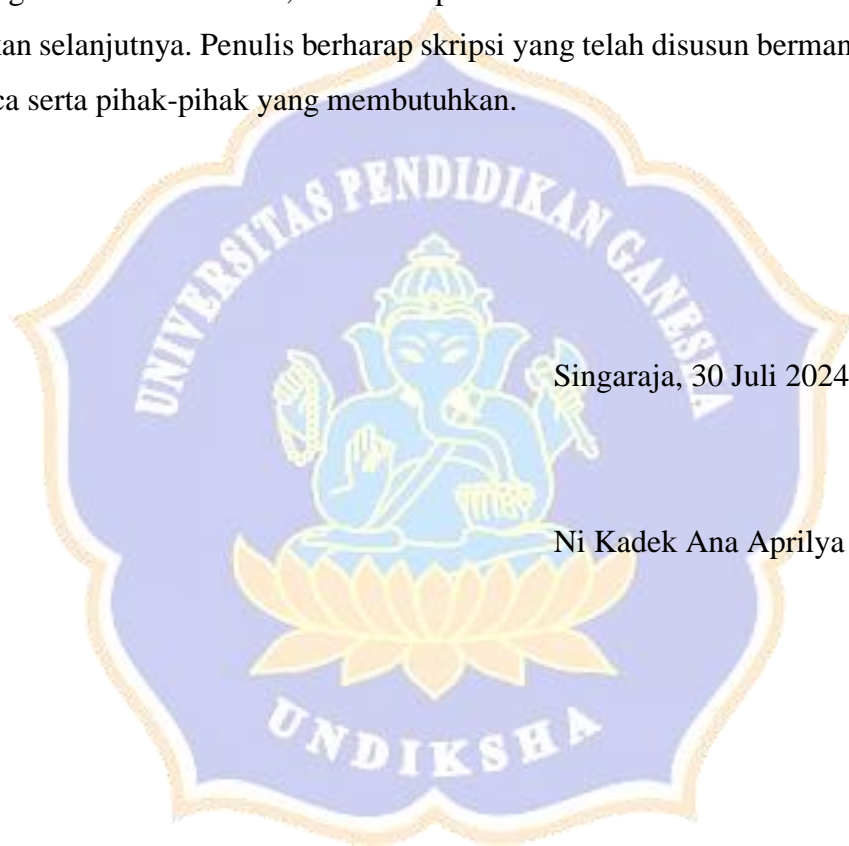 kan selanjutnya. Penulis berharap skripsi yang telah disusun
ca serta pihak-pihak yang membutuhkan.
UNIVERSITAS PENDIDIKAN GANESHA
Singaraja, 30 Juli 2024
Ni Kadek Ana Aprilya
UNDIKSHA